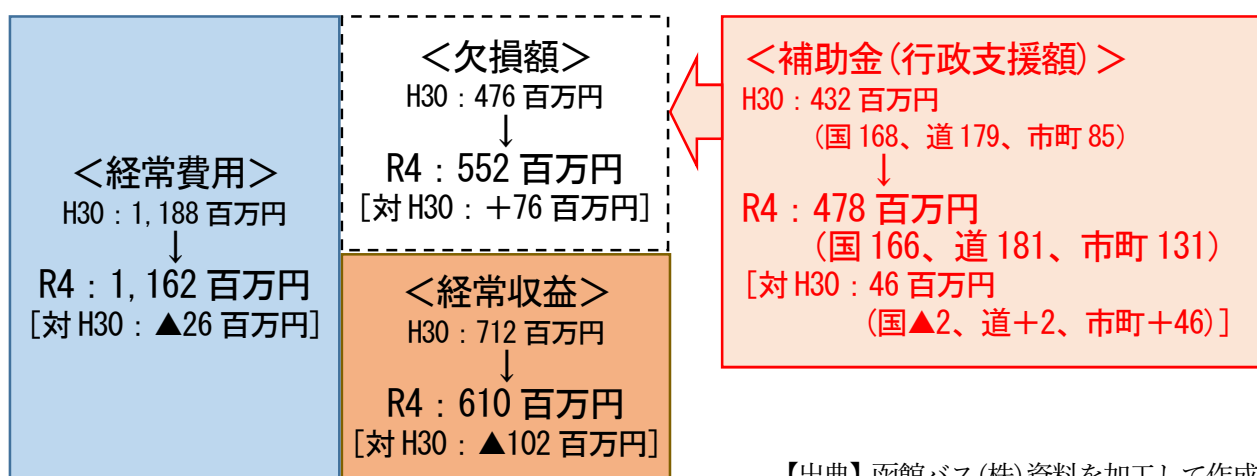 ＜経常費用＞
H30：1,188 百万円
↓
R4：1,162 百万円
［対 H30：▲26 百万円］
＜欠損額＞
H30：476 百万円
↓
R4：552 百万円
［対 H30：＋76 百万円］
＜経常収益＞
H30：712 百万円
↓
R4：610 百万円
［対 H30：▲102 百万円］
＜補助金（行政支援額）＞
H30：432 百万円
（国 168、道 179、市町 85）
↓
R4：478 百万円
（国 166、道 181、市町 131）
［対 H30：46 百万円
（国▲2、道＋2、市町＋46）］
【出典】函館バス(株)資料を加工して作成